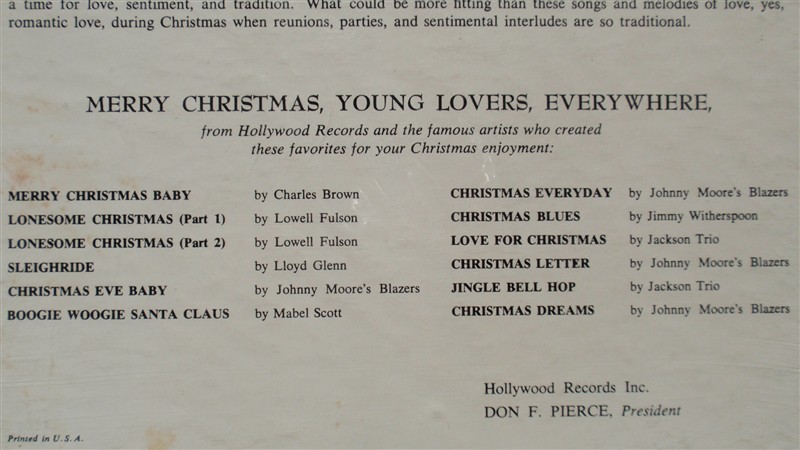 a time for love, sentiment, and tradition. What could be more fitting than these songs and melodies of love, yes,
romantic love, during Christmas when reunions, parties, and sentimental interludes are so traditional.
MERRY CHRISTMAS, YOUNG LOVERS, EVERYWHERE,
from Hollywood Records and the famous artists who created
these favorites for your Christmas enjoyment:
MERRY CHRISTMAS BABY by Charles Brown
LONESOME CHRISTMAS (Part 1) by Lowell Fulson
LONESOME CHRISTMAS (Part 2) by Lowell Fulson
SLEIGHRIDE by Lloyd Glenn
CHRISTMAS EVE BABY by Johnny Moore's Blazers
BOOGIE WOOGIE SANTA CLAUS by Mabel Scott
CHRISTMAS EVERYDAY by Johnny Moore's Blazers
CHRISTMAS BLUES by Jimmy Witherspoon
LOVE FOR CHRISTMAS by Jackson Trio
CHRISTMAS LETTER by Johnny Moore's Blazers
JINGLE BELL HOP by Jackson Trio
CHRISTMAS DREAMS by Johnny Moore's Blazers
Hollywood Records Inc.
DON F. PIERCE, President
Printed in U.S.A.